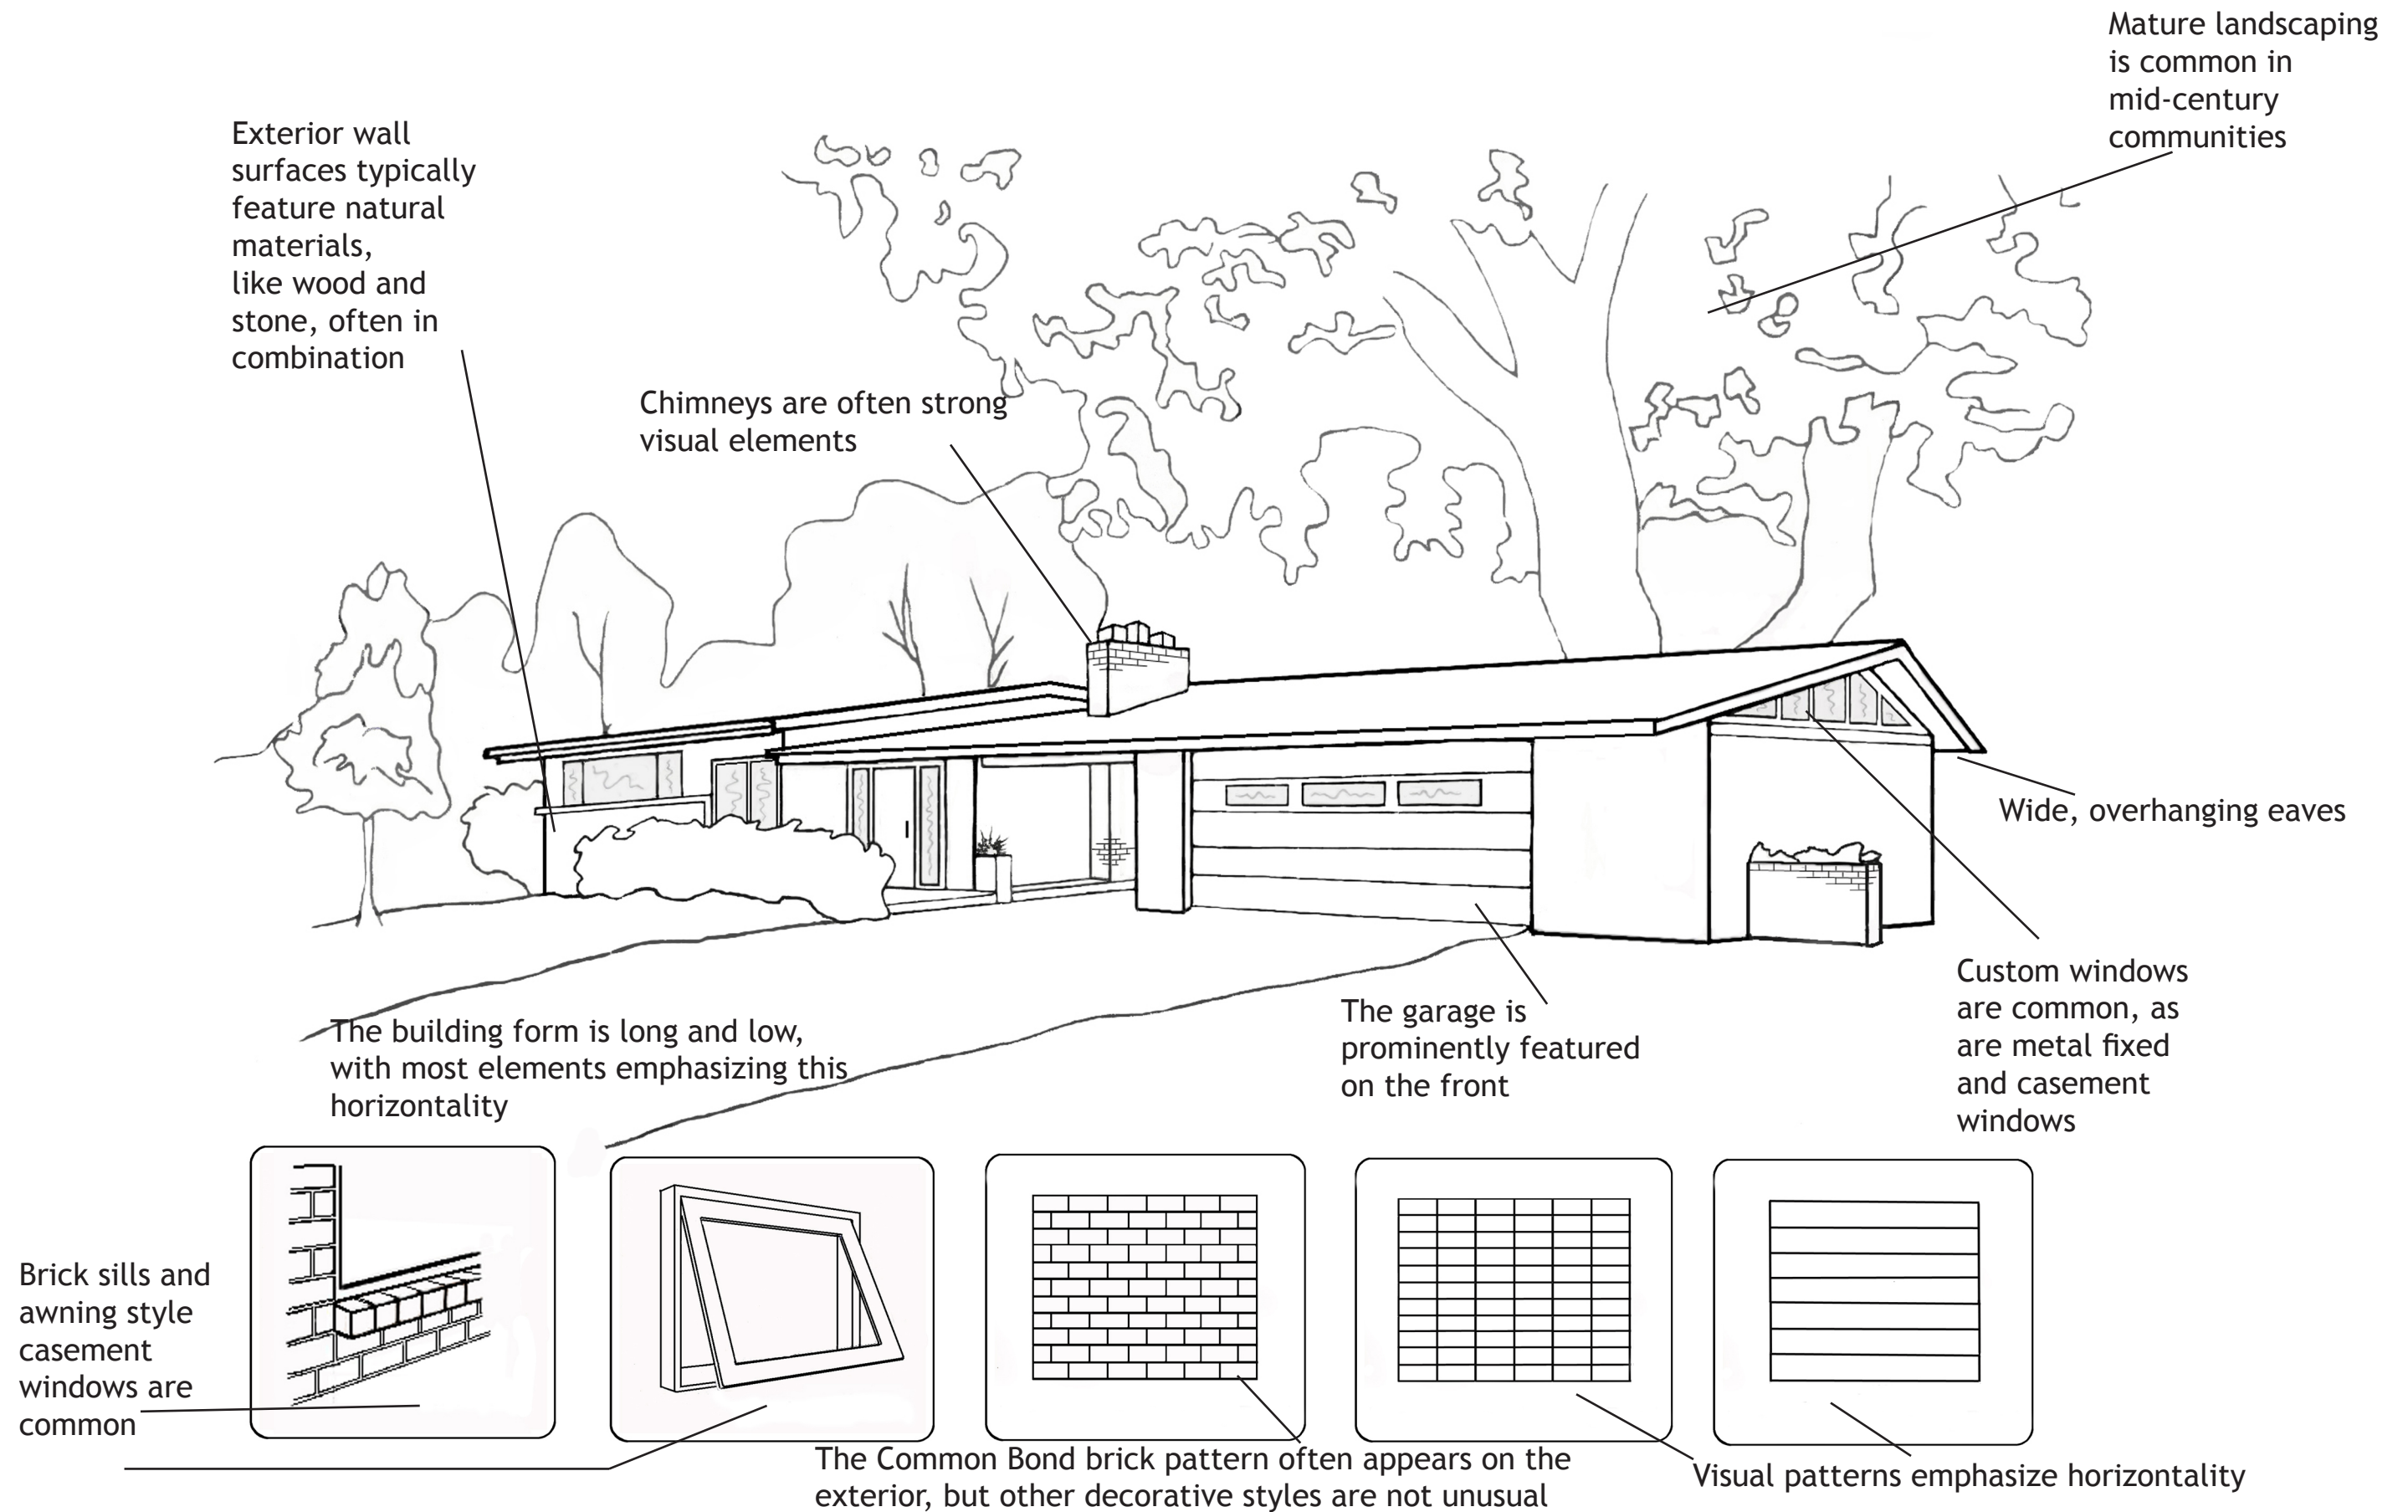 Mature landscaping
is common in
mid-century
communities
Exterior wall
surfaces typically
feature natural
materials,
like wood and
stone, often in
combination
Chimneys are often strong
visual elements
Wide, overhanging eaves
Custom windows
are common, as
are metal fixed
and casement
windows
The garage is
prominently featured
on the front
The building form is long and low,
with most elements emphasizing this
horizontality
Brick sills and
awning style
casement
windows are
common
The Common Bond brick pattern often appears on the
exterior, but other decorative styles are not unusual
Visual patterns emphasize horizontality